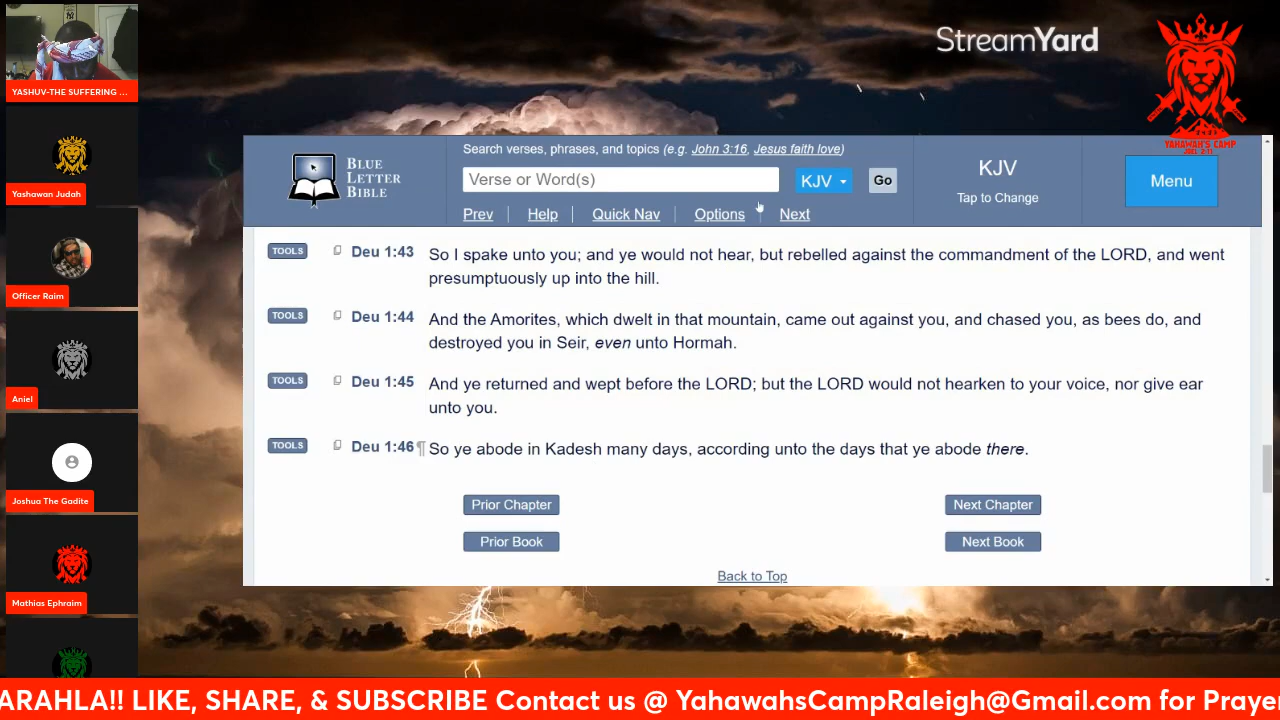 StreamYard
YAHAWAH'S CAMP
JOEL 2:11
YASHUV-THE SUFFERING ...
Yashawan Judah
Officer Raim
Aniel
Joshua The Gadite
Mathias Ephraim
BLUE
LETTER
BIBLE
Search verses, phrases, and topics (e.g. John 3:16, Jesus faith love)
Verse or Word(s)
KJV
Go
Prev
Help
Quick Nav
Options
Next
KJV
Tap to Change
Menu
TOOLS Deu 1:43 So I spake unto you; and ye would not hear, but rebelled against the commandment of the LORD, and went
presumptuously up into the hill.
TOOLS Deu 1:44 And the Amorites, which dwelt in that mountain, came out against you, and chased you, as bees do, and
destroyed you in Seir, even unto Hormah.
TOOLS Deu 1:45 And ye returned and wept before the LORD; but the LORD would not hearken to your voice, nor give ear
unto you.
TOOLS Deu 1:46 ¶ So ye abode in Kadesh many days, according unto the days that ye abode there.
Prior Chapter
Next Chapter
Prior Book
Next Book
Back to Top
ARAHLA!! LIKE, SHARE, & SUBSCRIBE Contact us @ YahawahsCampRaleigh@Gmail.com for Prayer